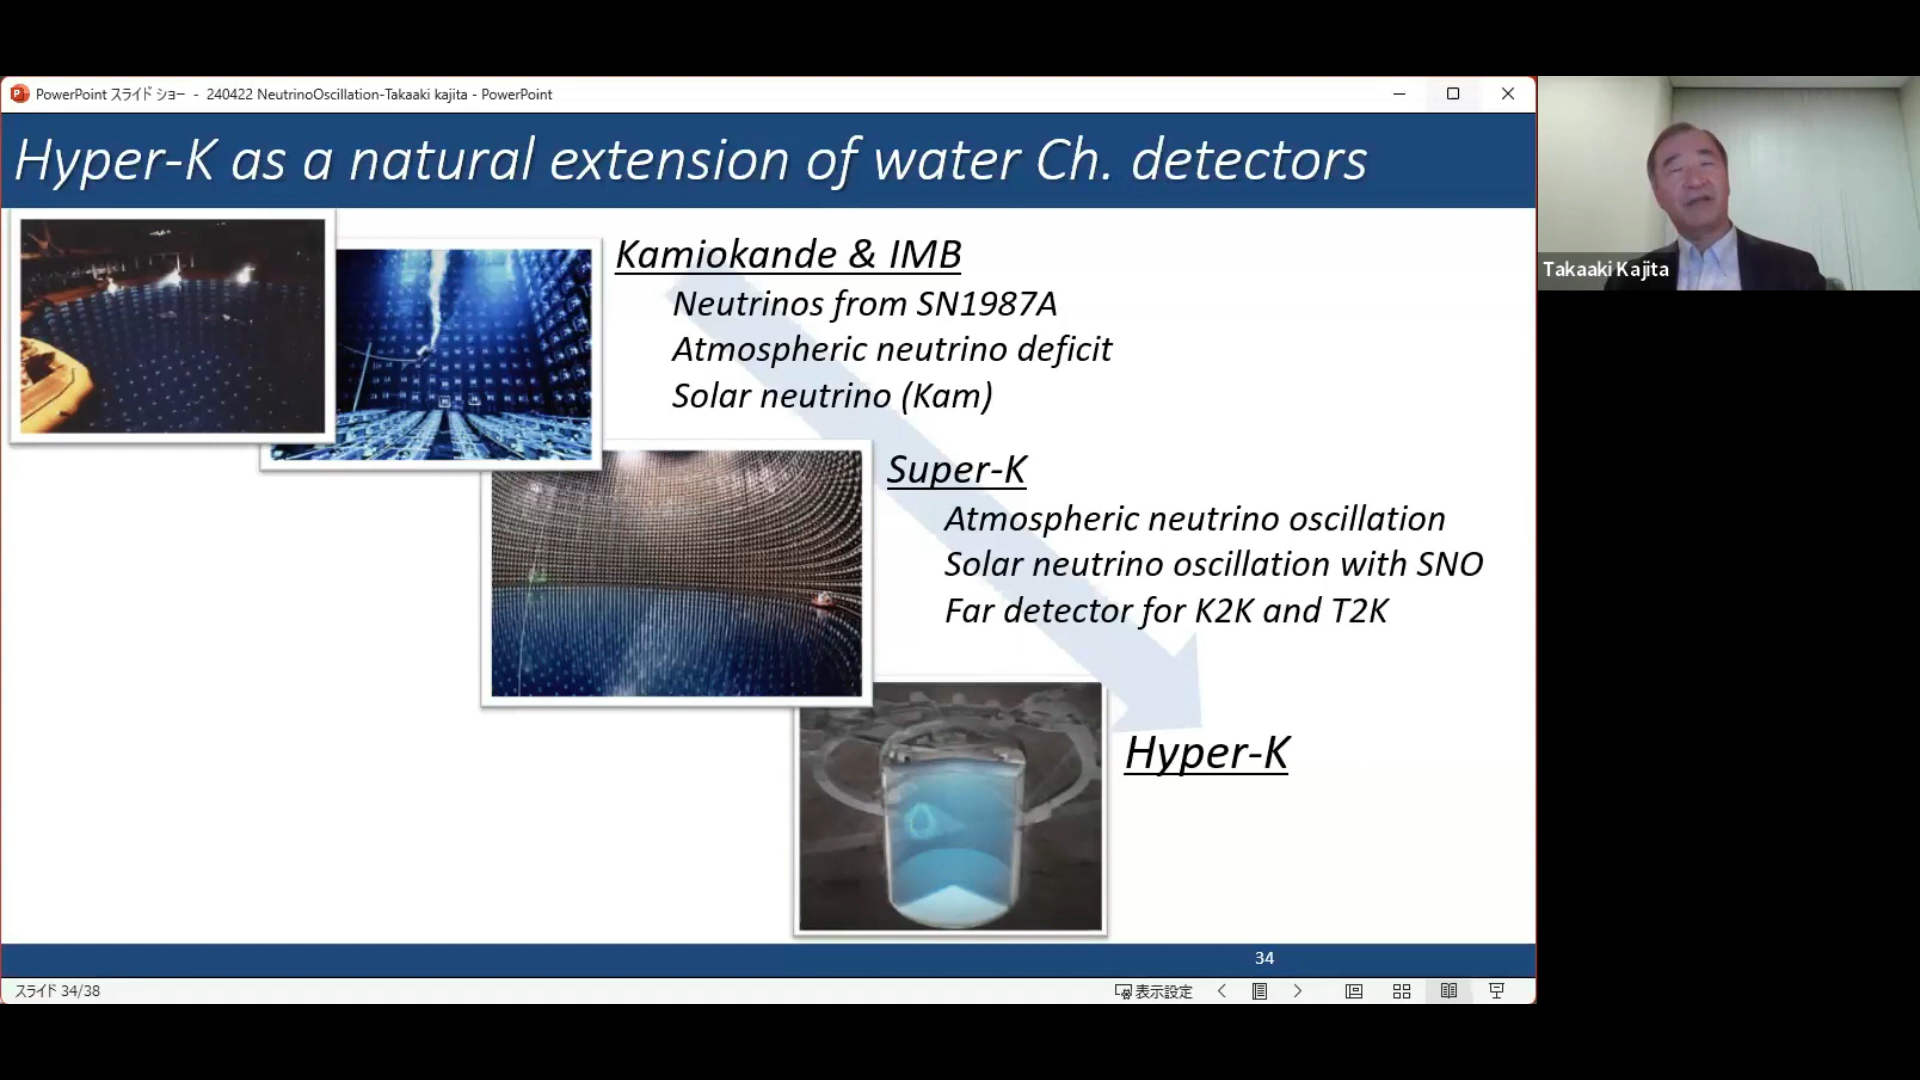 PowerPoint スライド ショー - 240422 NeutrinoOscillation-Takaaki kajita - PowerPoint
Hyper-K as a natural extension of water Ch. detectors
Kamiokande & IMB
Neutrinos from SN1987A
Atmospheric neutrino deficit
Solar neutrino (Kam)
Super-K
Atmospheric neutrino oscillation
Solar neutrino oscillation with SNO
Far detector for K2K and T2K
Hyper-K
34
スライド 34/38
表示設定
Takaaki Kajita